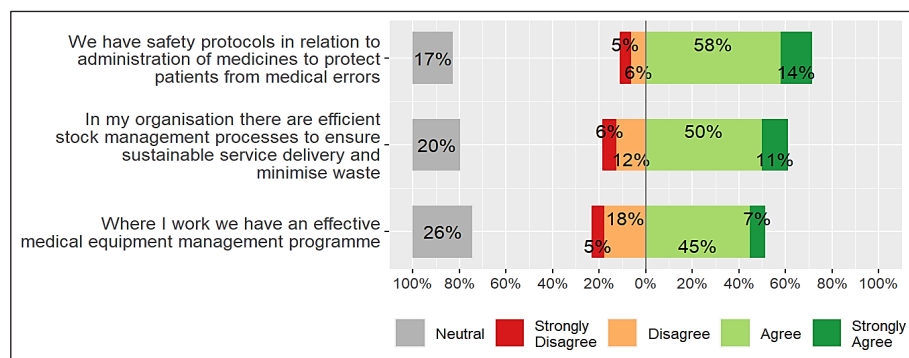 We have safety protocols in relation to
administration of medicines to protect
patients from medical errors
17%
5%
6%
58%
14%
In my organisation there are efficient
stock management processes to ensure
sustainable service delivery and
minimise waste
20%
6%
12%
50%
11%
Where I work we have an effective
medical equipment management programme
26%
5%
18%
45%
7%
100% 80% 60% 40% 20% 0% 20% 40% 60% 80% 100%
Neutral
Strongly
Disagree
Disagree
Agree
Strongly
Agree